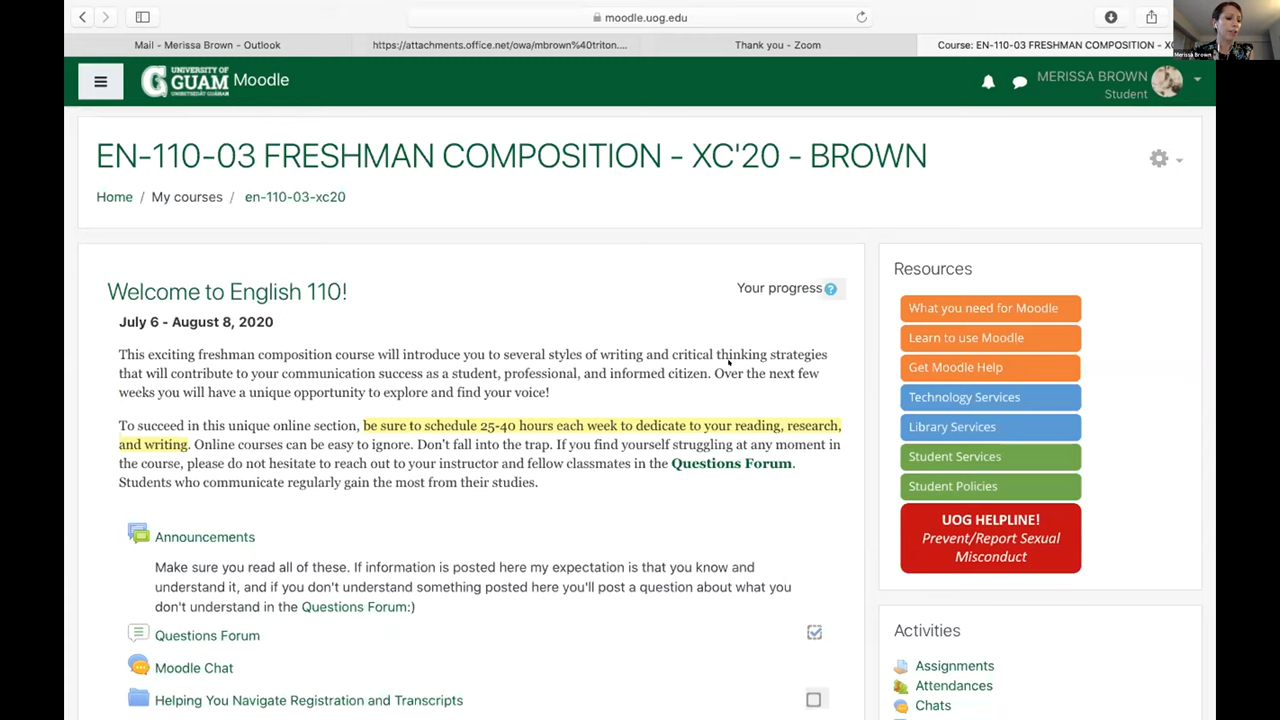 moodle.uog.edu
Mail - Merissa Brown - Outlook
https://attachments.office.net/owa/mbrown%40triton....
Thank you - Zoom
Course: EN-110-03 FRESHMAN COMPOSITION - XC
Merissa Brown
UNIVERSITY OF
GUAM
UNIBETSEDÅT GUÅHAN
Moodle
MERISSA BROWN
Student
EN-110-03 FRESHMAN COMPOSITION - XC'20 - BROWN
Home / My courses / en-110-03-xc20
Welcome to English 110!
Your progress
July 6 - August 8, 2020
This exciting freshman composition course will introduce you to several styles of writing and critical thinking strategies
that will contribute to your communication success as a student, professional, and informed citizen. Over the next few
weeks you will have a unique opportunity to explore and find your voice!
To succeed in this unique online section, be sure to schedule 25-40 hours each week to dedicate to your reading, research,
and writing. Online courses can be easy to ignore. Don't fall into the trap. If you find yourself struggling at any moment in
the course, please do not hesitate to reach out to your instructor and fellow classmates in the Questions Forum.
Students who communicate regularly gain the most from their studies.
Announcements
Make sure you read all of these. If information is posted here my expectation is that you know and
understand it, and if you don't understand something posted here you'll post a question about what you
don't understand in the Questions Forum:)
Questions Forum
Moodle Chat
Helping You Navigate Registration and Transcripts
Resources
What you need for Moodle
Learn to use Moodle
Get Moodle Help
Technology Services
Library Services
Student Services
Student Policies
UOG HELPLINE!
Prevent/Report Sexual
Misconduct
Activities
Assignments
Attendances
Chats